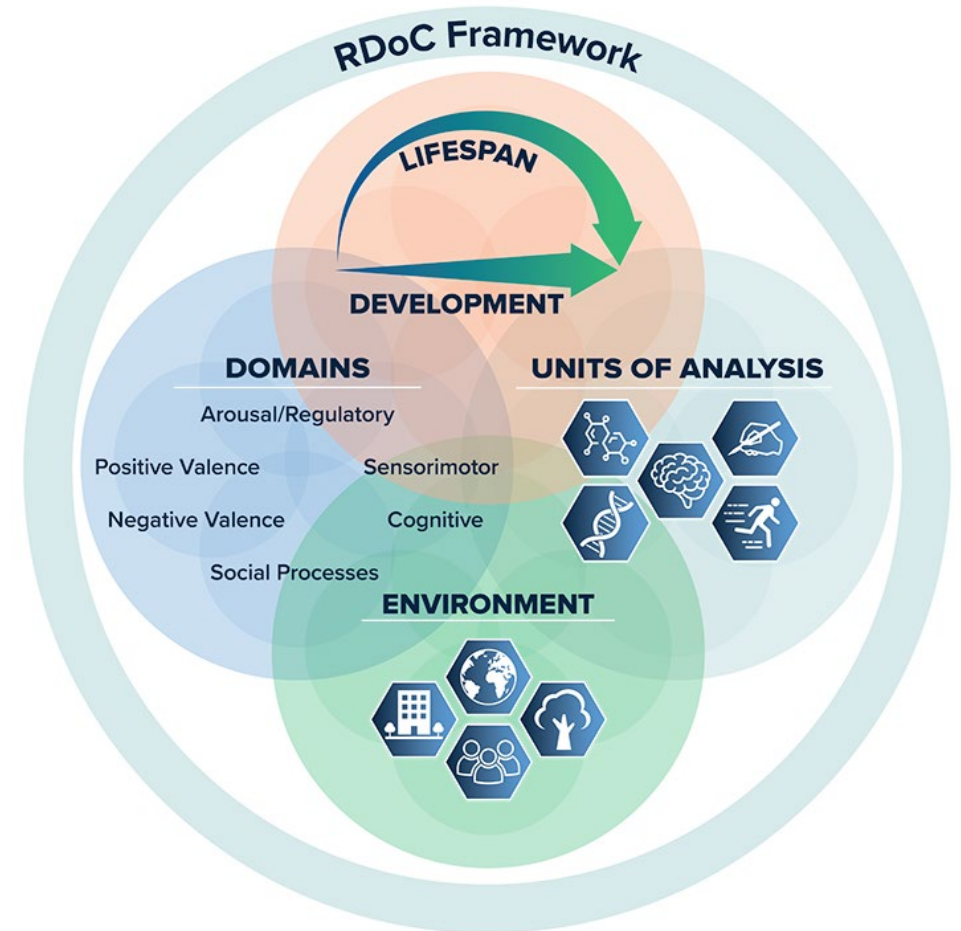 RDoC Framework
LIFESPAN
DEVELOPMENT
DOMAINS
Arousal/Regulatory
Positive Valence
Sensorimotor
Negative Valence
Cognitive
Social Processes
UNITS OF ANALYSIS
ENVIRONMENT